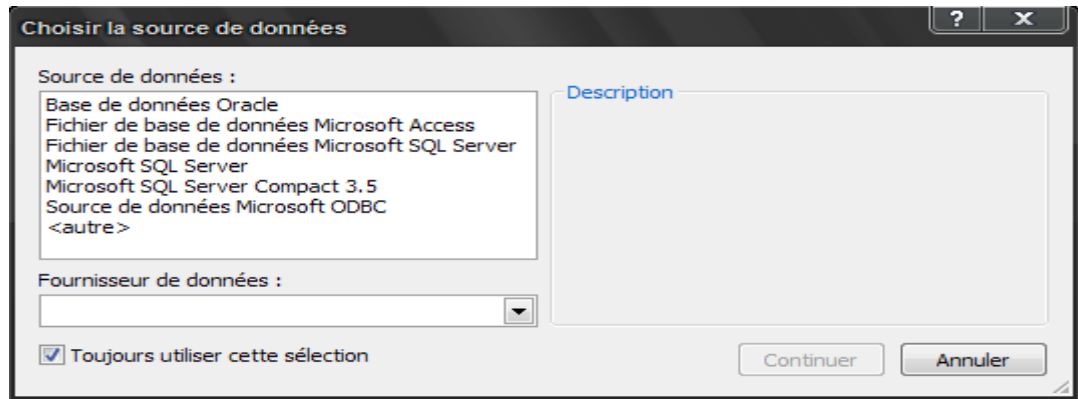 Choisir la source de données
?
x
Source de données :
Base de données Oracle
Fichier de base de données Microsoft Access
Fichier de base de données Microsoft SQL Server
Microsoft SQL Server
Microsoft SQL Server Compact 3.5
Source de données Microsoft ODBC
<autre>
Description
Fournisseur de données :
Toujours utiliser cette sélection
Continuer
Annuler